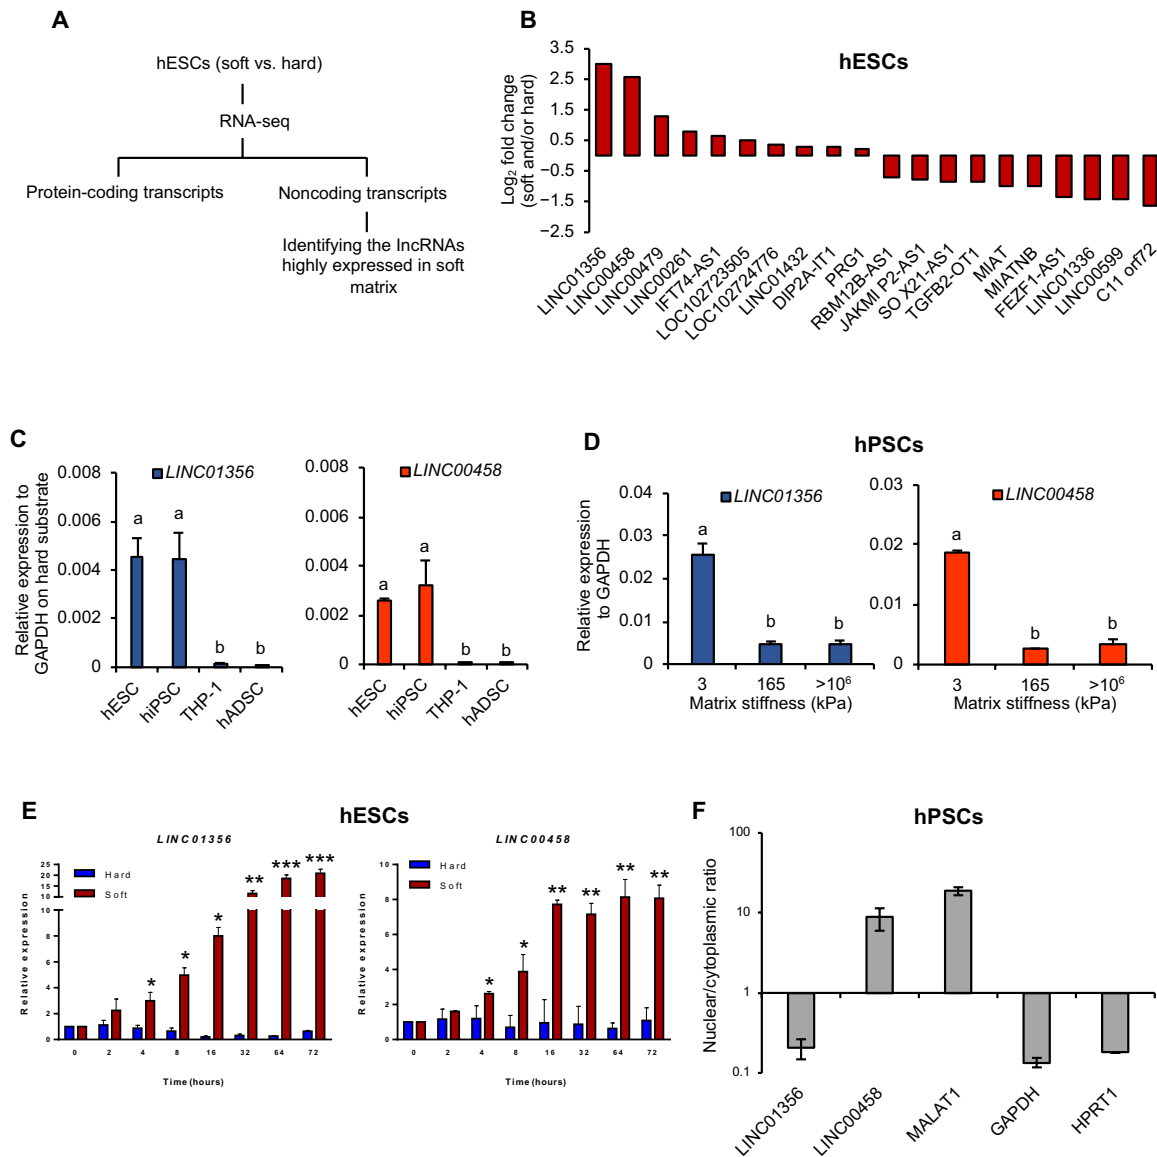 A
hESCs (soft vs. hard)
RNA-seq
Protein-coding transcripts
Noncoding transcripts
Identifying the lncRNAs
highly expressed in soft
matrix
B
hESCs
Log2 fold change
(soft and/or hard)
3.5
2.5
1.5
0.5
−0.5
−1.5
−2.5
LINC01356
LINC00458
LINC00479
LINC00261
IFT74-AS1
LOC102723505
LOC102724776
LINC01432
DIP2A-IT1
PRG1
RBM12B-AS1
JAKMI P2-AS1
SO X21-AS1
TGFB2-OT1
MIAT
MIATNB
FEZF1-AS1
LINC01336
LINC00599
C11 orf72
C
Relative expression to
GAPDH on hard substrate
0.008
0.006
0.004
0.002
0
LINC01356
a
a
b
b
hESC
hiPSC
THP-1
hADSC
0.008
0.006
0.004
0.002
0
LINC00458
a
a
b
b
hESC
hiPSC
THP-1
hADSC
D
hPSCs
Relative expression
to GAPDH
0.04
0.03
0.02
0.01
0
LINC01356
a
b
b
3 165 >10⁶
Matrix stiffness (kPa)
0.03
0.02
0.01
0
LINC00458
a
b
b
3 165 >10⁶
Matrix stiffness (kPa)
E
hESCs
LINC01356
Relative expression
25
20
15
10
10
8
6
4
2
0
Hard
Soft
*
*
*
**
***
***
0 2 4 8 16 32 64 72
Time (hours)
LINC00458
Relative expression
10
8
6
4
2
0
Hard
Soft
*
*
**
**
**
**
0 2 4 8 16 32 64 72
Time (hours)
F
hPSCs
Nuclear/cytoplasmic ratio
100
10
1
0.1
LINC01356
LINC00458
MALAT1
GAPDH
HPRT1